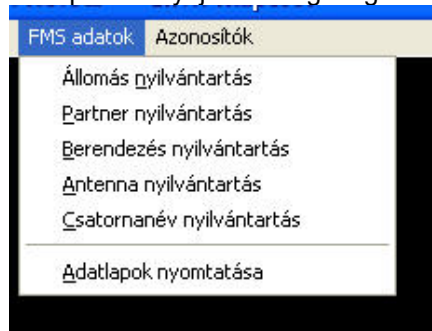 FMS adatok Azonosítók
Állomás nyilvántartás
Partner nyilvántartás
Berendezés nyilvántartás
Antenna nyilvántartás
Csatornanév nyilvántartás
Adatlapok nyomtatása